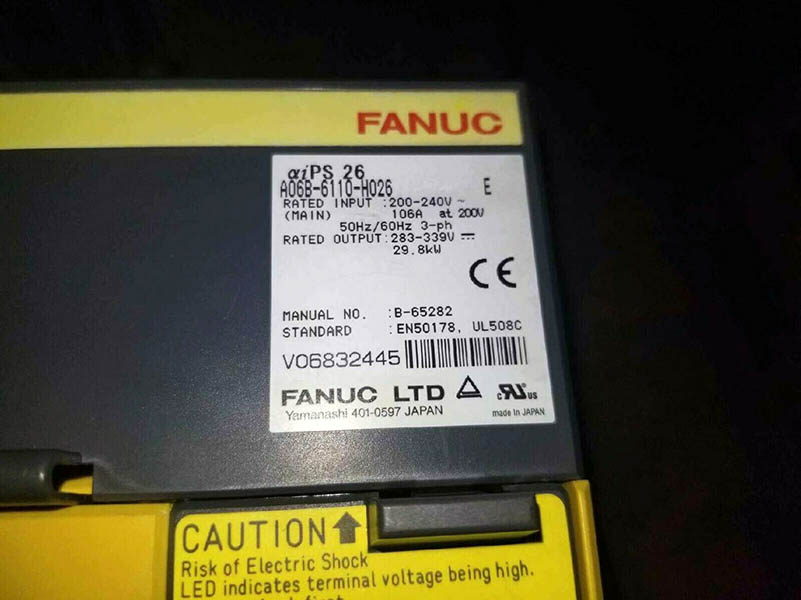 FANUC
αiPS 26
A06B-6110-H026 E
RATED INPUT :200-240V ~
(MAIN) 106A at 200V
50Hz/60Hz 3-ph
RATED OUTPUT:283-339V ⎓
29.8kW
CE
MANUAL NO. :B-65282
STANDARD :EN50178, UL508C
V06832445
FANUC LTD
c RU us
Yamanashi 401-0597 JAPAN
made in JAPAN
CAUTION
Risk of Electric Shock
LED indicates terminal voltage being high.